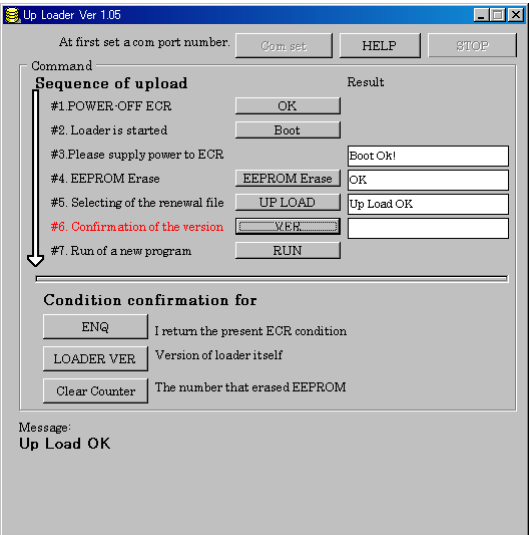 Up Loader Ver 1.05
At first set a com port number. Com set HELP STOP
Command
Sequence of upload Result
#1.POWER-OFF ECR OK
#2. Loader is started Boot
#3.Please supply power to ECR Boot Ok!
#4. EEPROM Erase EEPROM Erase OK
#5. Selecting of the renewal file UP LOAD Up Load OK
#6. Confirmation of the version VER
#7. Run of a new program RUN
Condition confirmation for
ENQ I return the present ECR condition
LOADER VER Version of loader itself
Clear Counter The number that erased EEPROM
Message:
Up Load OK